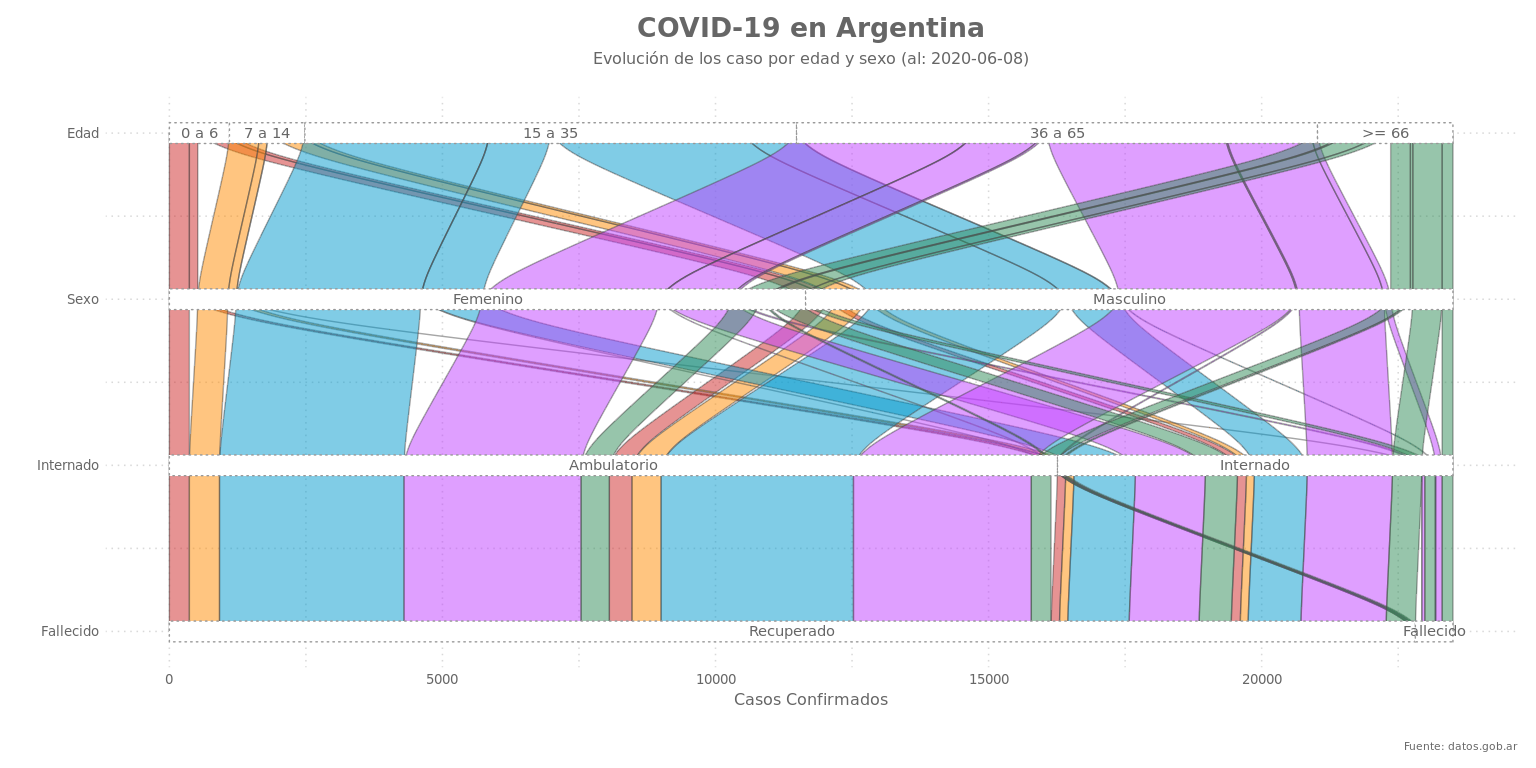 COVID-19 en Argentina
Evolución de los caso por edad y sexo (al: 2020-06-08)
Edad
0 a 6
7 a 14
15 a 35
36 a 65
>= 66
Sexo
Femenino
Masculino
Internado
Ambulatorio
Internado
Fallecido
Recuperado
Fallecido
0
5000
10000
15000
20000
Casos Confirmados
Fuente: datos.gob.ar